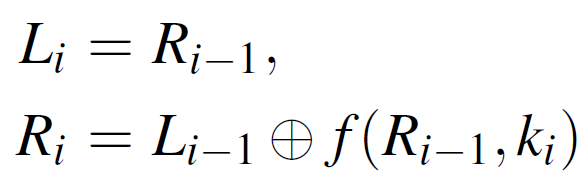 L_i = R_{i−1},
R_i = L_{i−1} ⊕ f(R_{i−1}, k_i)